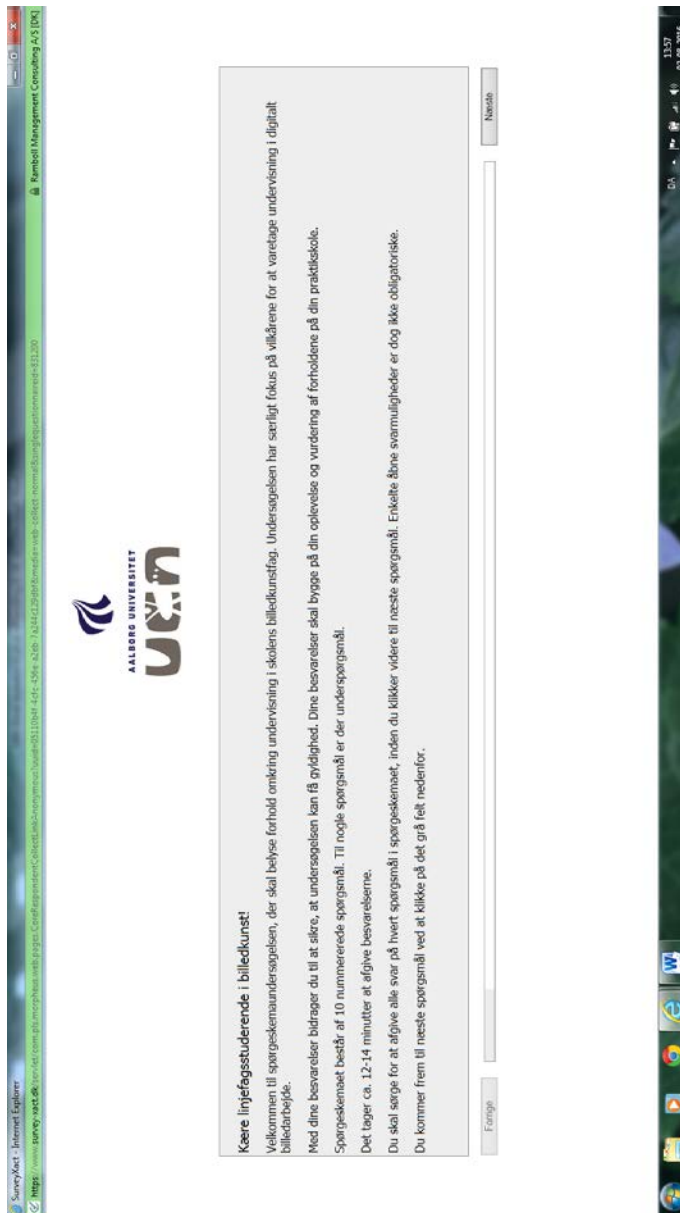 SurveyXact - Internet Explorer
Ramboll Management Consulting A/S [DK]
AALBORG UNIVERSITET
ucn
Kære linjefagsstuderende i billedkunst!
Velkommen til spørgeskemaundersøgelsen, der skal belyse forhold omkring undervisning i skolens billedkunstfag. Undersøgelsen har særligt fokus på vilkårene for at varetage undervisning i digitalt
billedarbejde.
Med dine besvarelser bidrager du til at sikre, at undersøgelsen kan få gyldighed. Dine besvarelser skal bygge på din oplevelse og vurdering af forholdene på din praktikskole.
Spørgeskemaet består af 10 nummererede spørgsmål. Til nogle spørgsmål er der underspørgsmål.
Det tager ca. 12-14 minutter at afgive besvarelserne.
Du skal sørge for at afgive alle svar på hvert spørgsmål i spørgeskemaet, inden du klikker videre til næste spørgsmål. Enkelte åbne svarmuligheder er dog ikke obligatoriske.
Du kommer frem til næste spørgsmål ved at klikke på det grå felt nedenfor.
Forrige
Næste
DA
13:57